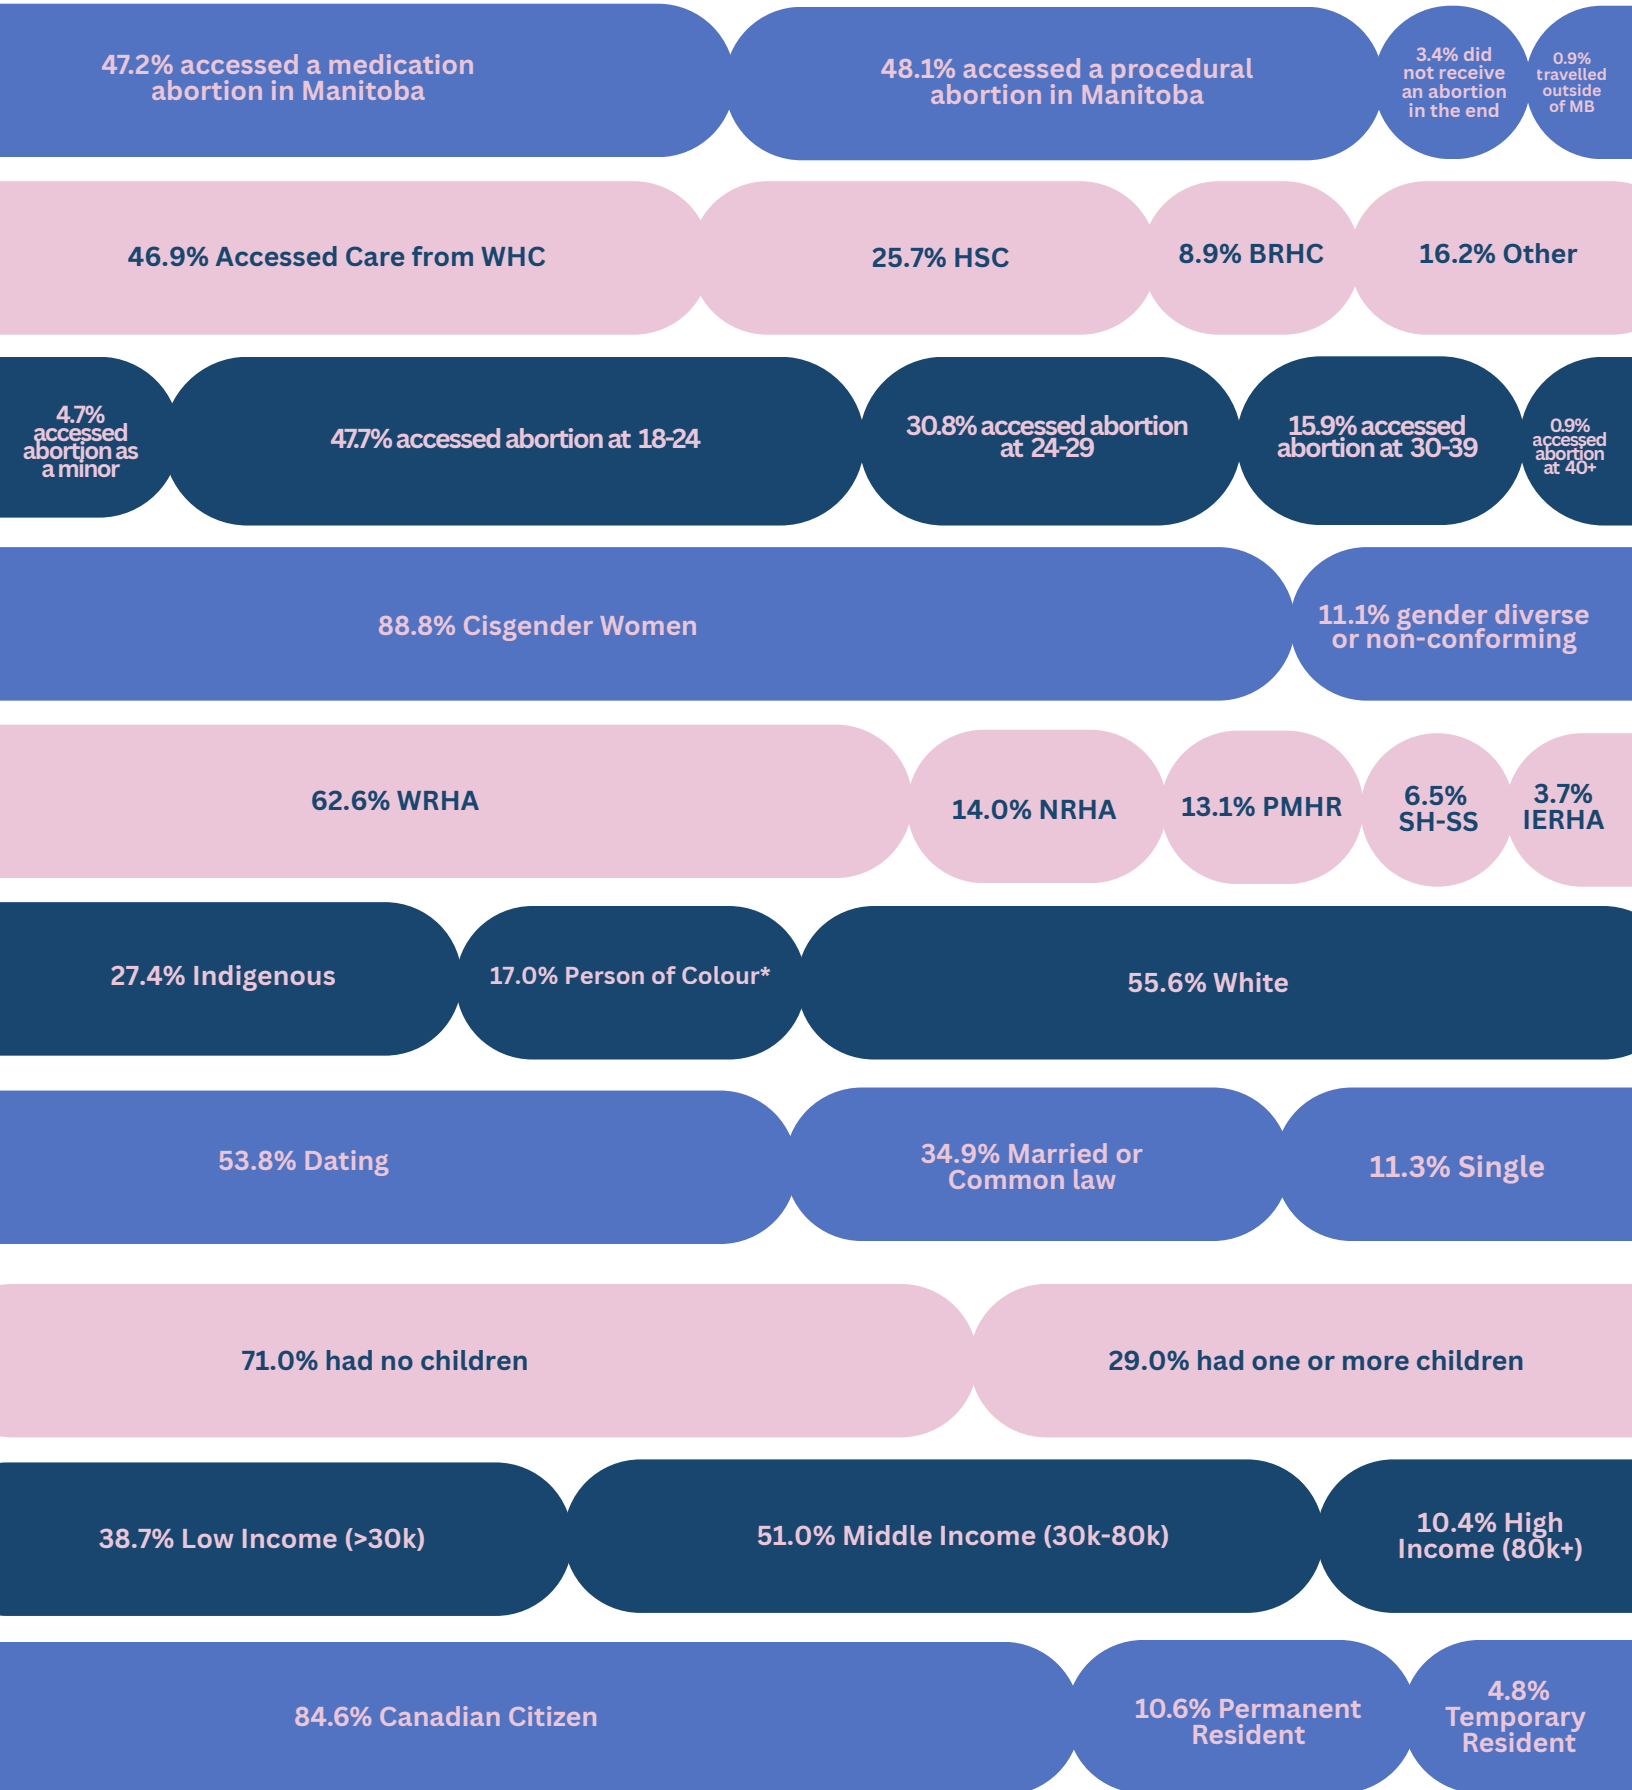 47.2% accessed a medication
abortion in Manitoba
48.1% accessed a procedural
abortion in Manitoba
3.4% did
not receive
an abortion
in the end
0.9%
travelled
outside
of MB
46.9% Accessed Care from WHC
25.7% HSC
8.9% BRHC
16.2% Other
4.7%
accessed
abortion as
a minor
47.7% accessed abortion at 18-24
30.8% accessed abortion
at 24-29
15.9% accessed
abortion at 30-39
0.9%
accessed
abortion
at 40+
88.8% Cisgender Women
11.1% gender diverse
or non-conforming
62.6% WRHA
14.0% NRHA
13.1% PMHR
6.5%
SH-SS
3.7%
IERHA
27.4% Indigenous
17.0% Person of Colour*
55.6% White
53.8% Dating
34.9% Married or
Common law
11.3% Single
71.0% had no children
29.0% had one or more children
38.7% Low Income (>30k)
51.0% Middle Income (30k-80k)
10.4% High
Income (80k+)
84.6% Canadian Citizen
10.6% Permanent
Resident
4.8%
Temporary
Resident